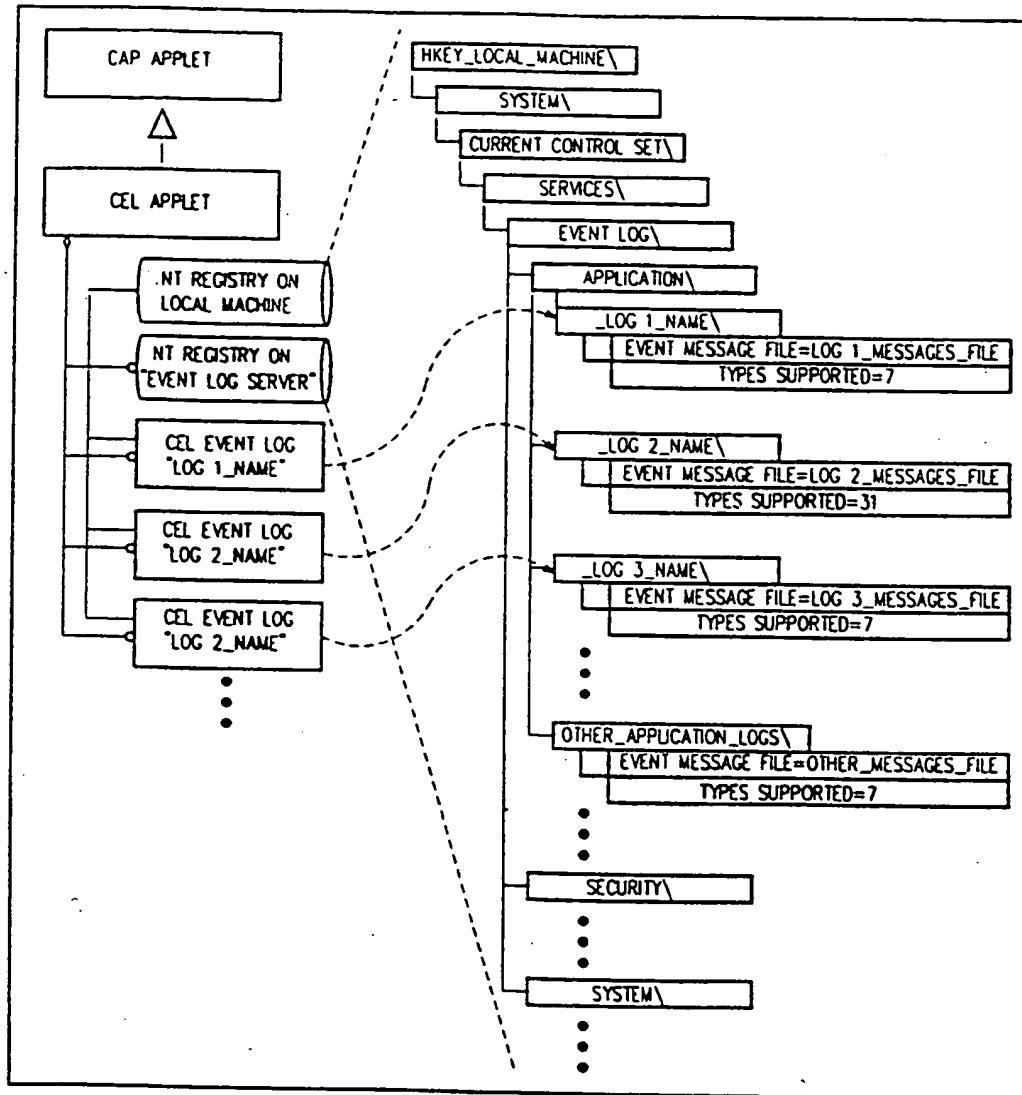 CAP APPLET
CEL APPLET
.NT REGISTRY ON
LOCAL MACHINE
NT REGISTRY ON
"EVENT LOG SERVER"
CEL EVENT LOG
"LOG 1_NAME"
CEL EVENT LOG
"LOG 2_NAME"
CEL EVENT LOG
"LOG 2_NAME"
HKEY_LOCAL_MACHINE\
SYSTEM\
CURRENT CONTROL SET\
SERVICES\
EVENT LOG\
APPLICATION\
_LOG 1_NAME\
EVENT MESSAGE FILE=LOG 1_MESSAGES_FILE
TYPES SUPPORTED=7
_LOG 2_NAME\
EVENT MESSAGE FILE=LOG 2_MESSAGES_FILE
TYPES SUPPORTED=31
_LOG 3_NAME\
EVENT MESSAGE FILE=LOG 3_MESSAGES_FILE
TYPES SUPPORTED=7
OTHER_APPLICATION_LOGS\
EVENT MESSAGE FILE=OTHER_MESSAGES_FILE
TYPES SUPPORTED=7
SECURITY\
SYSTEM\